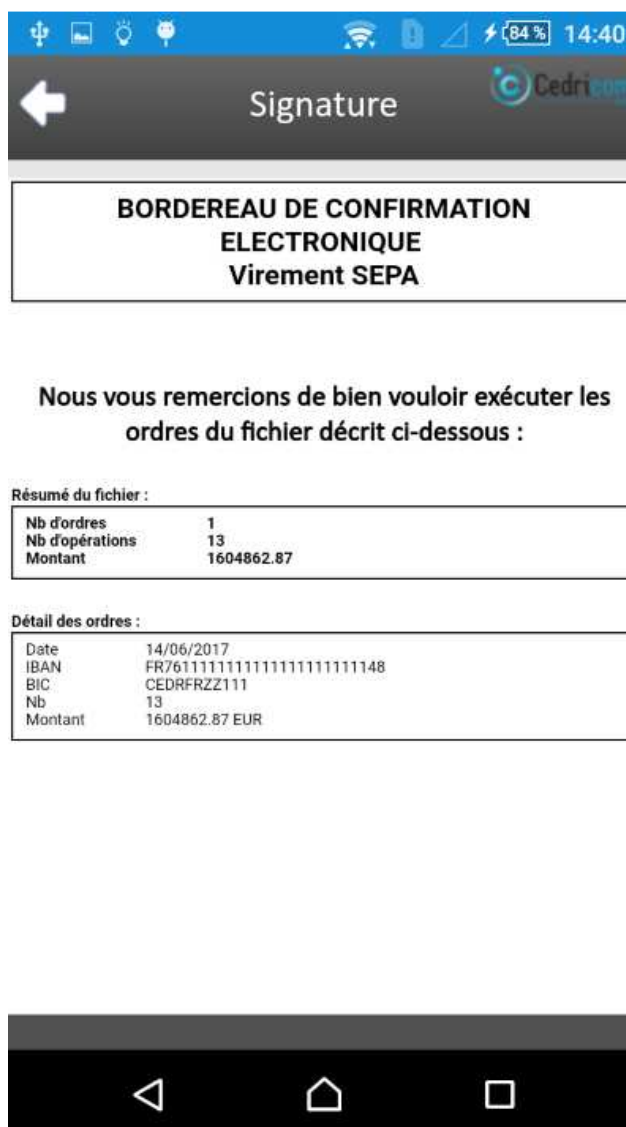 84 % 14:40
Signature
Cedricom
BORDEREAU DE CONFIRMATION
ELECTRONIQUE
Virement SEPA
Nous vous remercions de bien vouloir exécuter les
ordres du fichier décrit ci-dessous :
Résumé du fichier :
Nb d'ordres 1
Nb d'opérations 13
Montant 1604862.87
Détail des ordres :
Date 14/06/2017
IBAN FR7611111111111111111111148
BIC CEDRFRZZ111
Nb 13
Montant 1604862.87 EUR